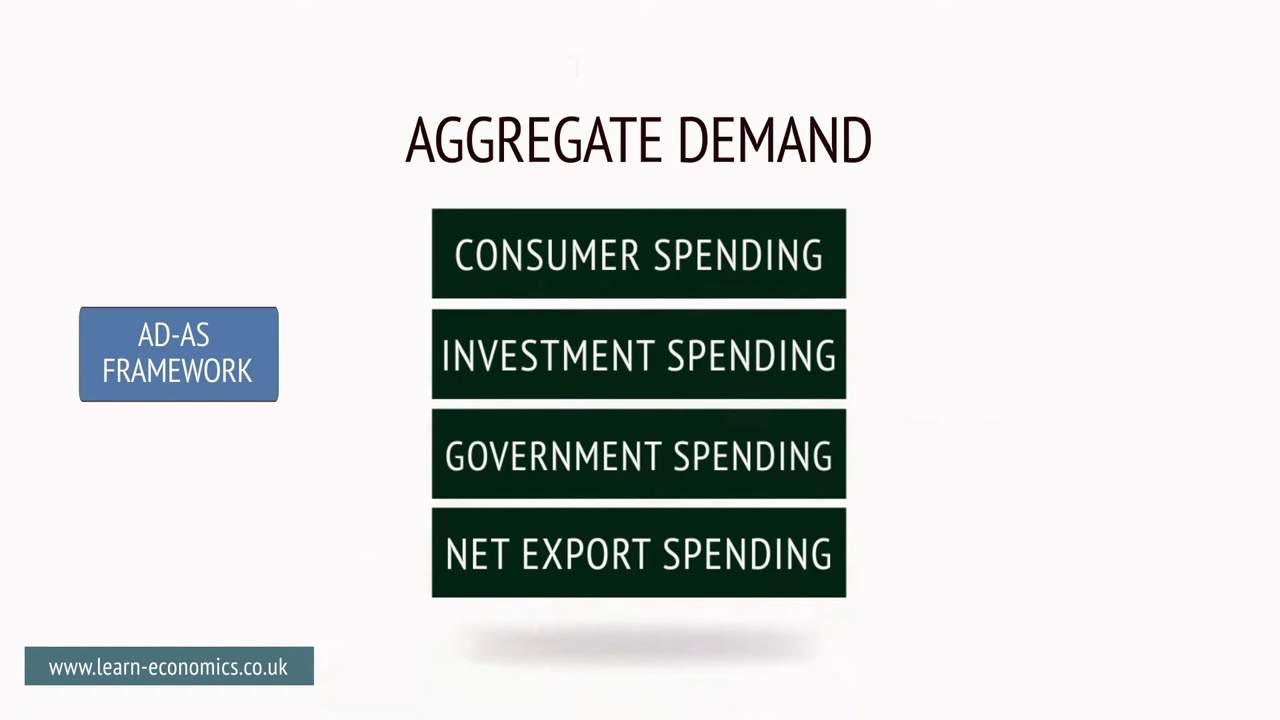 AGGREGATE DEMAND
CONSUMER SPENDING
INVESTMENT SPENDING
GOVERNMENT SPENDING
NET EXPORT SPENDING
AD-AS
FRAMEWORK
www.learn-economics.co.uk